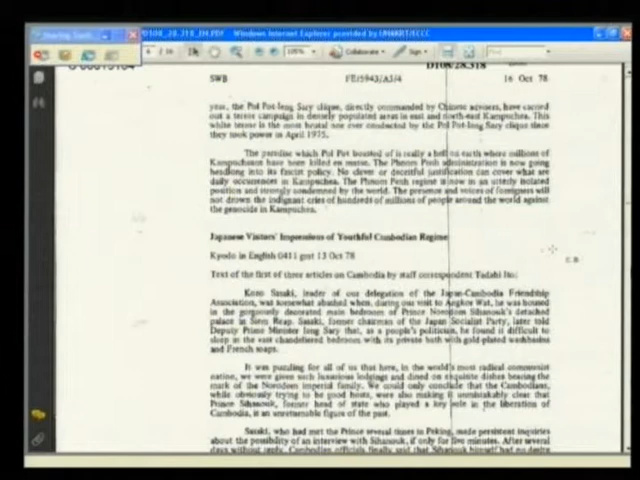 D108/28.318
SWB FE/5943/A3/4 16 Oct 78
year, the Pol Pot-Ieng Sary clique, directly commanded by Chinese advisers, have carried
out a terror campaign in densely populated areas in east and north-east Kampuchea. This
white terror is the most brutal one ever conducted by the Pol Pot-Ieng Sary clique since
they took power in April 1975.
The paradise which Pol Pot boasted of is really a hell on earth where millions of
Kampucheans have been killed en masse. The Phnom Penh administration is now going
headlong into its fascist policy. No clever or deceitful justification can cover what are
daily occurrences in Kampuchea. The Phnom Penh regime is now in an utterly isolated
position and strongly condemned by the world. The presence and voices of foreigners will
not drown the indignant cries of hundreds of millions of people around the world against
the genocide in Kampuchea.
Japanese Visitors' Impressions of Youthful Cambodian Regime
Kyodo in English 0411 gmt 13 Oct 78
Text of the first of three articles on Cambodia by staff correspondent Tadashi Ito:
Kozo Sasaki, leader of our delegation of the Japan-Cambodia Friendship
Association, was somewhat abashed when, during our visit to Angkor Wat, he was housed
in the gorgeously decorated main bedroom of Prince Norodom Sihanouk's detached
palace in Siem Reap. Sasaki, former chairman of the Japan Socialist Party, later told
Deputy Prime Minister Ieng Sary that, as a people's politician, he found it difficult to
sleep in the vast chandeliered bedroom with its private bath with gold-plated washbasins
and French soaps.
It was puzzling for all of us that here, in the world's most radical communist
nation, we were given such luxurious lodgings and dined on exquisite dishes bearing the
mark of the Norodom imperial family. We could only conclude that the Cambodians,
while obviously trying to be good hosts, were also making it unmistakably clear that
Prince Sihanouk, former head of state who played a key role in the liberation of
Cambodia, is an unreturnable figure of the past.
Sasaki, who had met the Prince several times in Peking, made persistent inquiries
about the possibility of an interview with Sihanouk, if only for five minutes. After several
days without reply, Cambodian officials finally said that Sihanouk himself had no desire